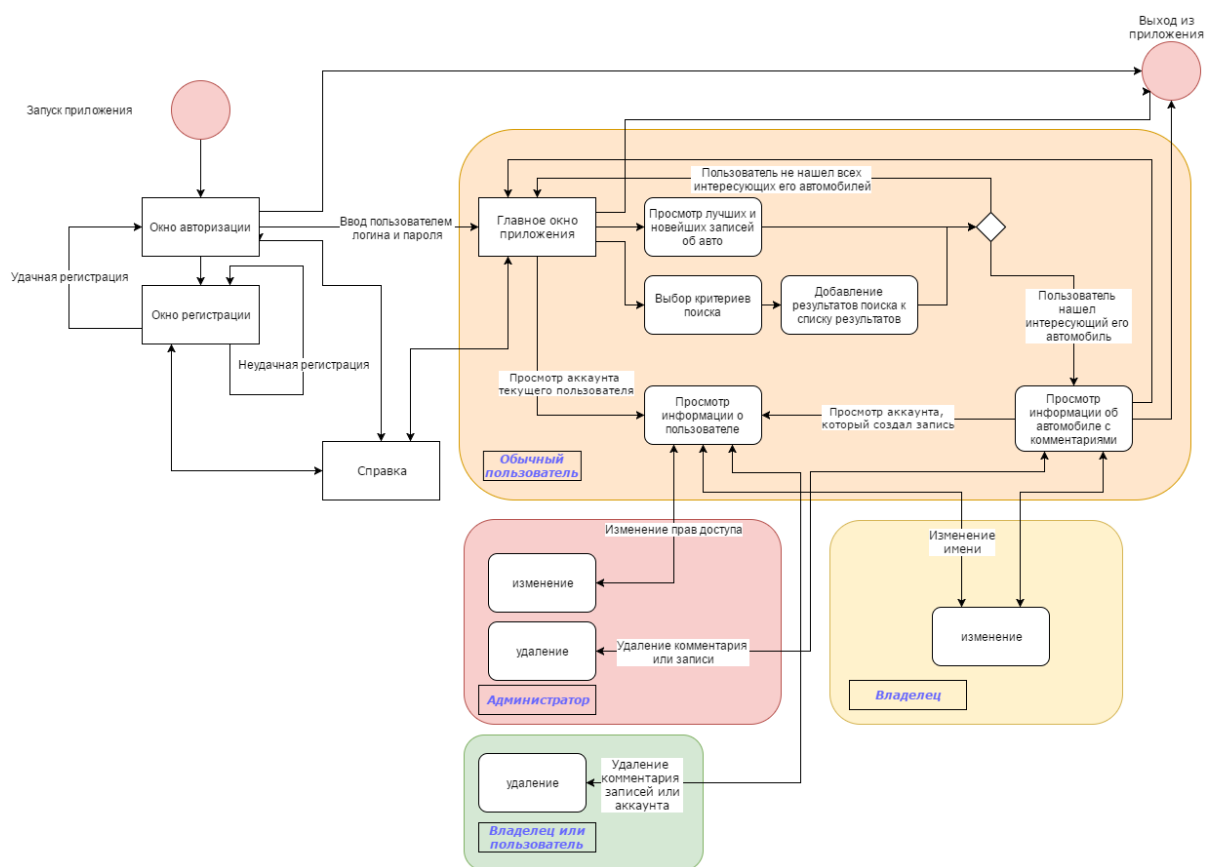 Выход из
приложения
Запуск приложения
Окно авторизации
Ввод пользователем
логина и пароля
Удачная регистрация
Окно регистрации
Неудачная регистрация
Справка
Пользователь не нашел всех
интересующих его автомобилей
Главное окно
приложения
Просмотр лучших и
новейших записей
об авто
Выбор критериев
поиска
Добавление
результатов поиска к
списку результатов
Пользователь
нашел
интересующий его
автомобиль
Просмотр аккаунта
текущего пользователя
Просмотр
информации о
пользователе
Просмотр аккаунта,
который создал запись
Просмотр
информации об
автомобиле с
комментариями
Обычный
пользователь
Изменение прав доступа
изменение
удаление
Удаление комментария
или записи
Администратор
Изменение
имени
изменение
Владелец
удаление
Удаление
комментария
записей или
аккаунта
Владелец или
пользователь